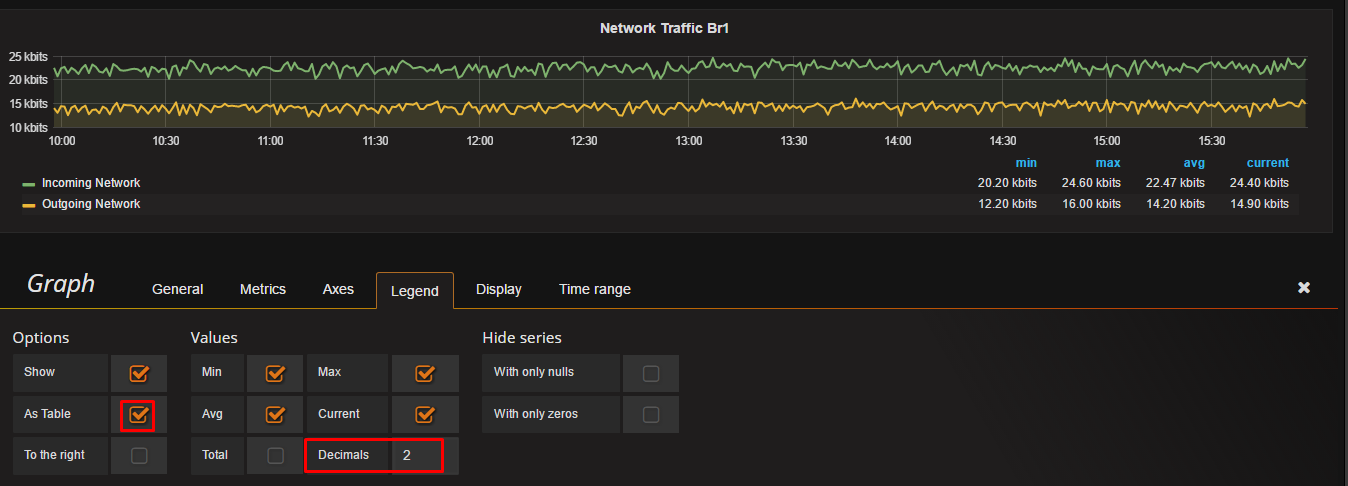 Network Traffic Br1
25 kbits
20 kbits
15 kbits
10 kbits
10:00 10:30 11:00 11:30 12:00 12:30 13:00 13:30 14:00 14:30 15:00 15:30
min max avg current
Incoming Network 20.20 kbits 24.60 kbits 22.47 kbits 24.40 kbits
Outgoing Network 12.20 kbits 16.00 kbits 14.20 kbits 14.90 kbits
Graph General Metrics Axes Legend Display Time range
Options Values Hide series
Show Min Max With only nulls
As Table Avg Current With only zeros
To the right Total Decimals 2